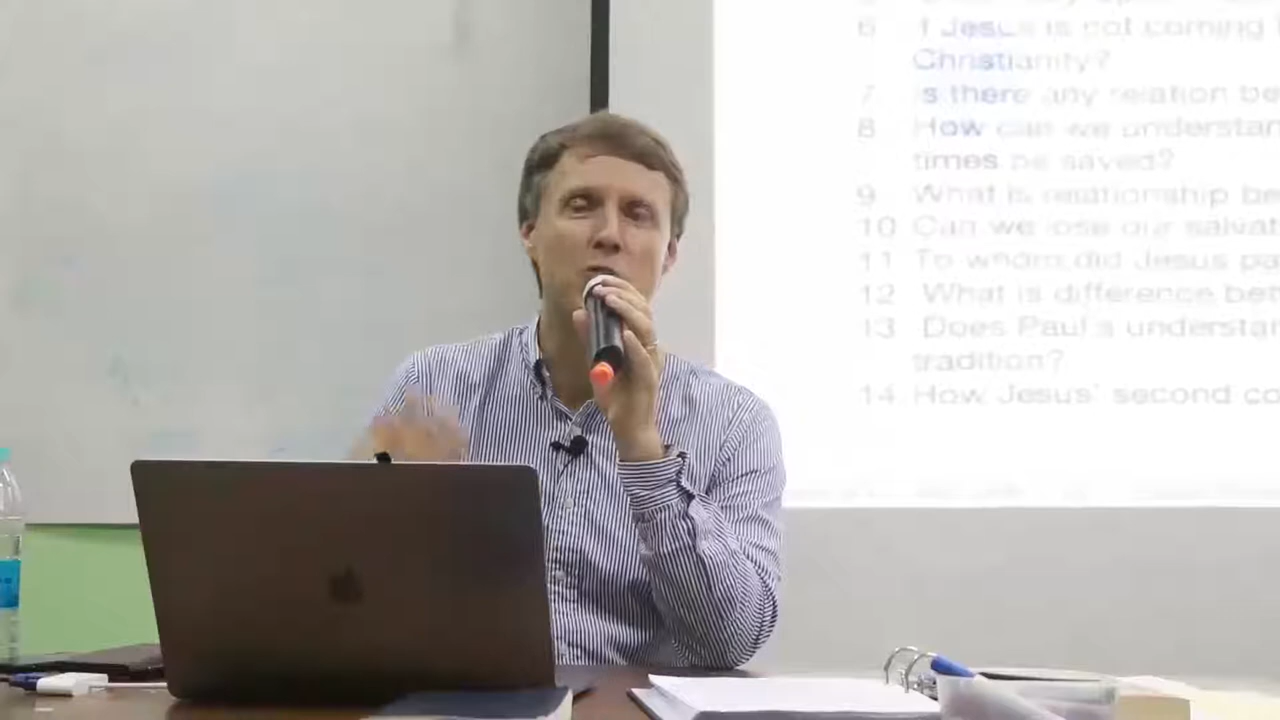 6 If Jesus is not coming
Christianity?
7 Is there any relation be
8 How can we understan
times be saved?
9 What is relationship be
10 Can we lose our salvat
11 To whom did Jesus pa
12 What is difference bet
13 Does Paul's understan
tradition?
14 How Jesus' second co